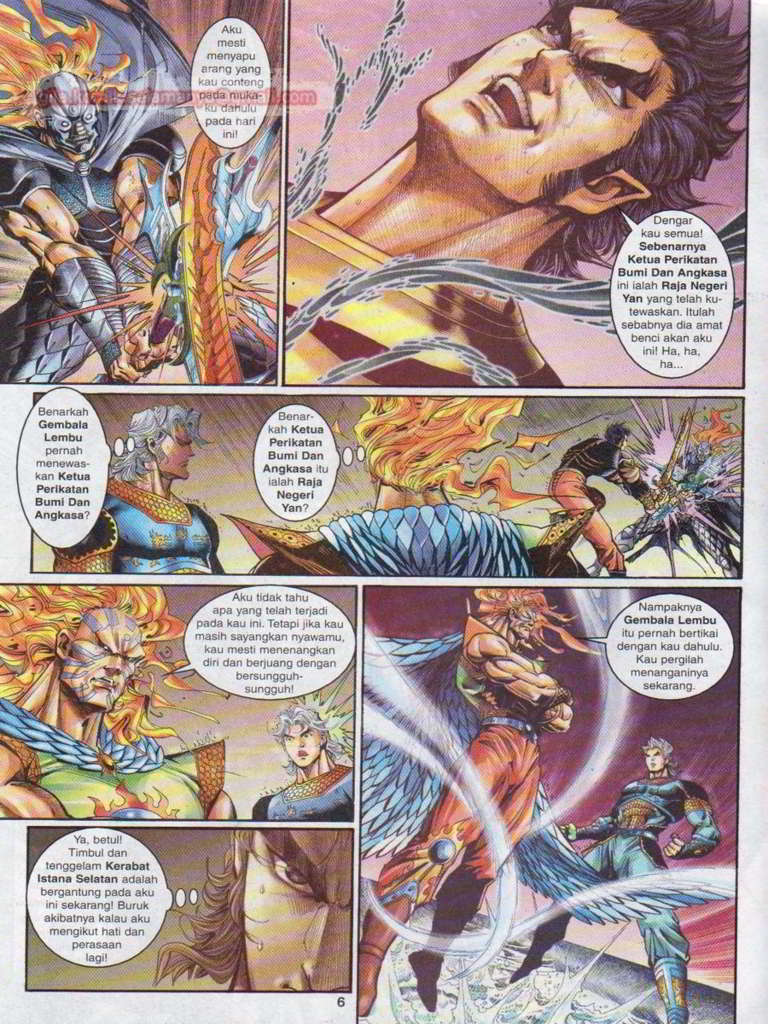 Aku
mesti
menyapu
arang yang
kau conteng
pada muka-
ku dahulu
pada hari
ini!
Dengar
kau semua!
Sebenarnya
Ketua Perikatan
Bumi Dan Angkasa
ini ialah Raja Negeri
Yan yang telah ku-
tewaskan. Itulah
sebabnya dia amat
benci akan aku
ini! Ha, ha,
ha...
Benarkah
Gembala
Lembu
pernah
menewas-
kan Ketua
Perikatan
Bumi Dan
Angkasa?
Benar-
kah Ketua
Perikatan
Bumi Dan
Angkasa itu
ialah Raja
Negeri
Yan?
Aku tidak tahu
apa yang telah terjadi
pada kau ini. Tetapi jika kau
masih sayangkan nyawamu,
kau mesti menenangkan
diri dan berjuang dengan
bersungguh-
sungguh!
Nampaknya
Gembala Lembu
itu pernah bertikai
dengan kau dahulu.
Kau pergilah
menanganinya
sekarang.
Ya, betul!
Timbul dan
tenggelam Kerabat
Istana Selatan adalah
bergantung pada aku
ini sekarang! Buruk
akibatnya kalau aku
mengikut hati dan
perasaan
lagi!
6